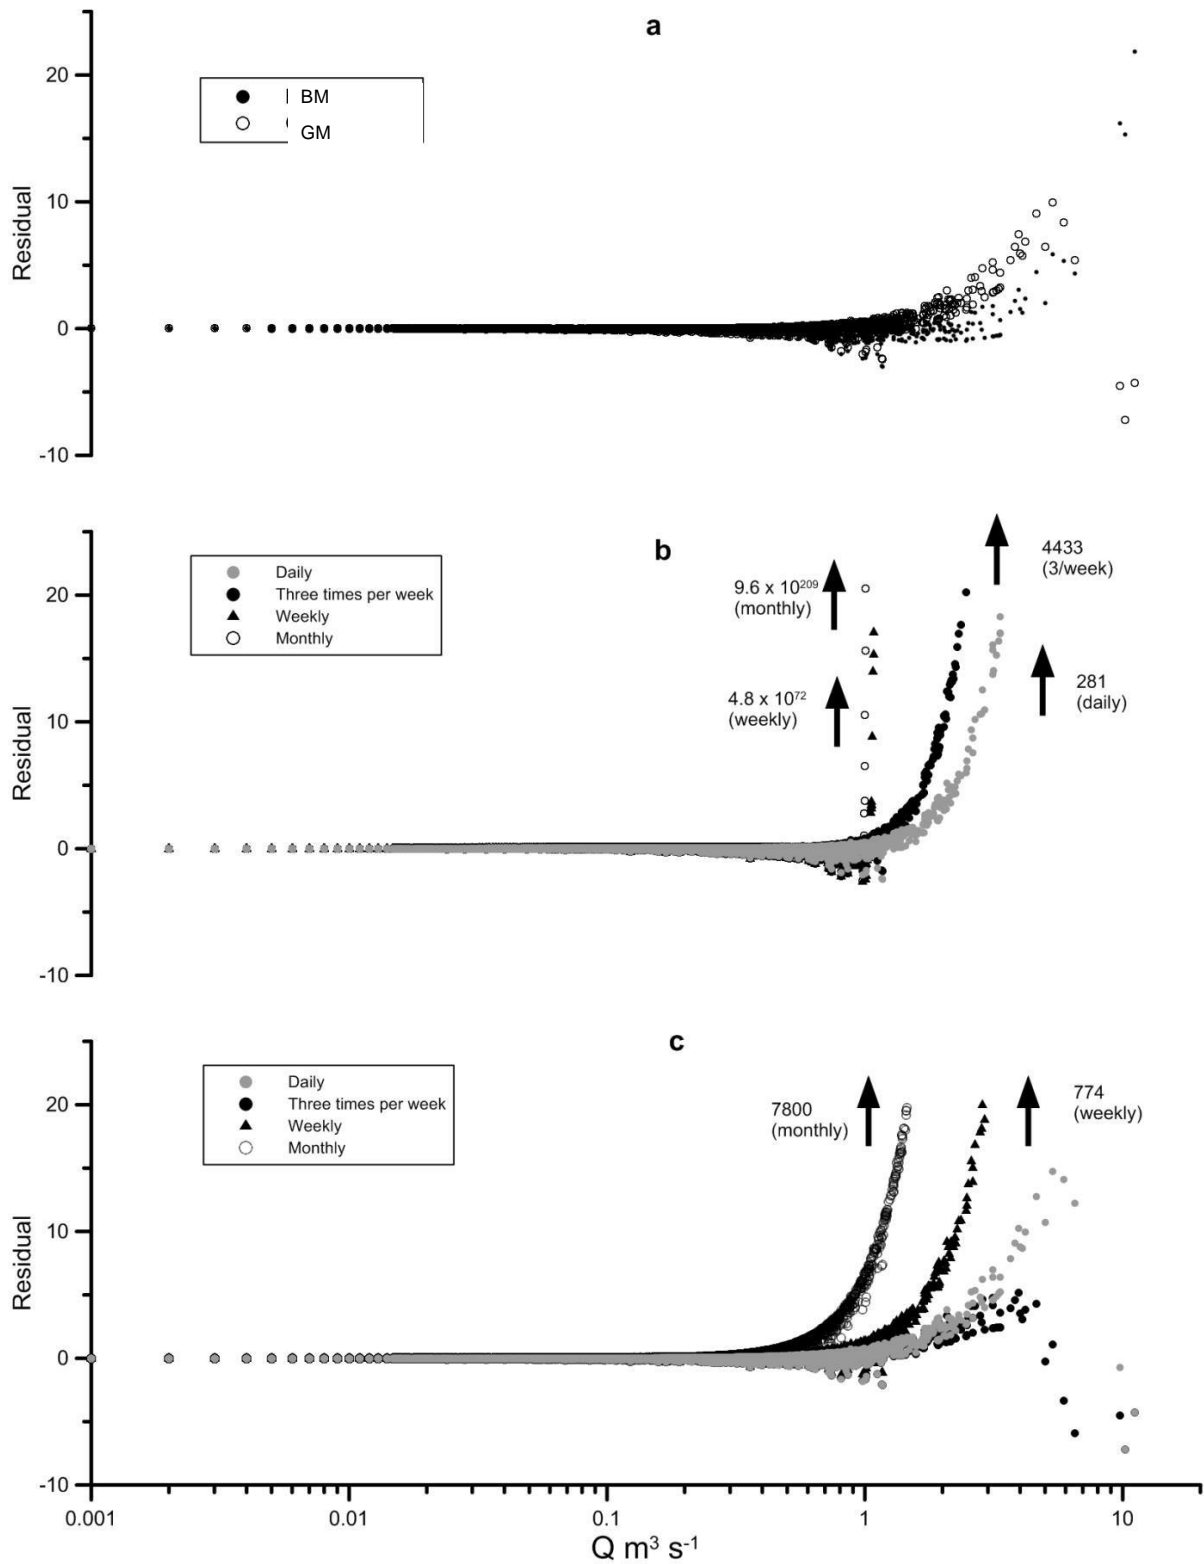 a
20
10
0
-10
Residual
BM
GM
b
20
10
0
-10
Residual
Daily
Three times per week
Weekly
Monthly
9.6 x 10²⁰⁹
(monthly)
4.8 x 10⁷²
(weekly)
4433
(3/week)
281
(daily)
c
20
10
0
-10
Residual
Daily
Three times per week
Weekly
Monthly
7800
(monthly)
774
(weekly)
0.001 0.01 0.1 1 10
Q m³ s⁻¹